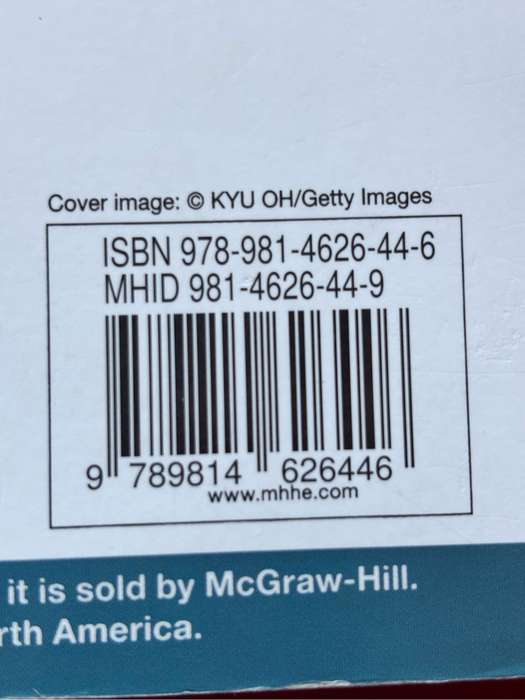 Cover image: © KYU OH/Getty Images
ISBN 978-981-4626-44-6
MHID 981-4626-44-9
9 789814 626446
www.mhhe.com
it is sold by McGraw-Hill.
rth America.